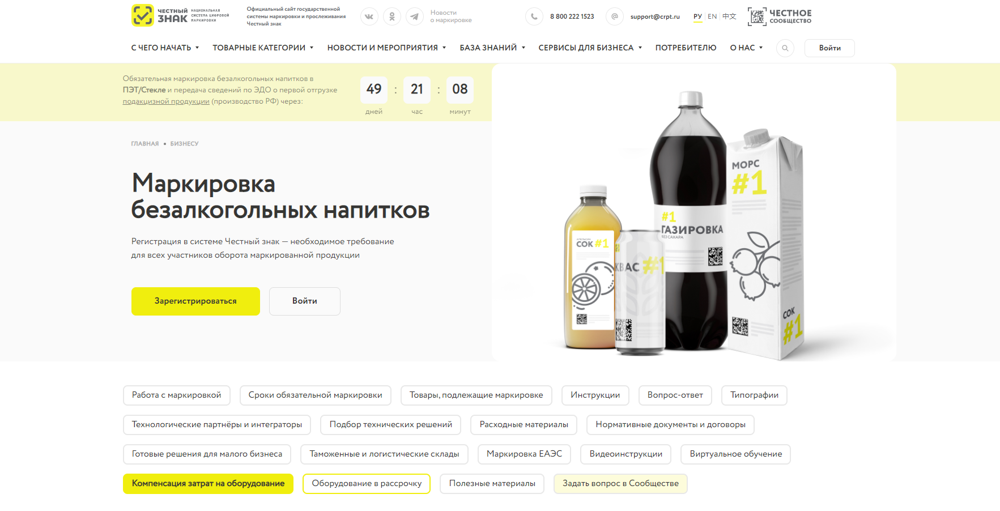 ЧЕСТНЫЙ ЗНАК
НАЦИОНАЛЬНАЯ СИСТЕМА ЦИФРОВОЙ МАРКИРОВКИ
Официальный сайт государственной
системы маркировки и прослеживания
Честный знак
Новости
о маркировке
8 800 222 1523
@ support@crpt.ru
РУ EN 中文
ЧЕСТНОЕ
СООБЩЕСТВО
С ЧЕГО НАЧАТЬ ТОВАРНЫЕ КАТЕГОРИИ НОВОСТИ И МЕРОПРИЯТИЯ БАЗА ЗНАНИЙ СЕРВИСЫ ДЛЯ БИЗНЕСА ПОТРЕБИТЕЛЮ О НАС Войти
Обязательная маркировка безалкогольных напитков в
ПЭТ/Стекле и передача сведений по ЭДО о первой отгрузке
подакцизной продукции (производство РФ) через:
49 : 21 : 08
дней час минут
ГЛАВНАЯ • БИЗНЕСУ
Маркировка
безалкогольных напитков
Регистрация в системе Честный знак — необходимое требование
для всех участников оборота маркированной продукции
Зарегистрироваться Войти
МОРС
#1
#1
ГАЗИРОВКА
БЕЗ САХАРА
СОК #1
КВАС #1
СОК
#1
Работа с маркировкой Сроки обязательной маркировки Товары, подлежащие маркировке Инструкции Вопрос-ответ Типографии
Технологические партнёры и интеграторы Подбор технических решений Расходные материалы Нормативные документы и договоры
Готовые решения для малого бизнеса Таможенные и логистические склады Маркировка ЕАЭС Видеоинструкции Виртуальное обучение
Компенсация затрат на оборудование Оборудование в рассрочку Полезные материалы Задать вопрос в Сообществе